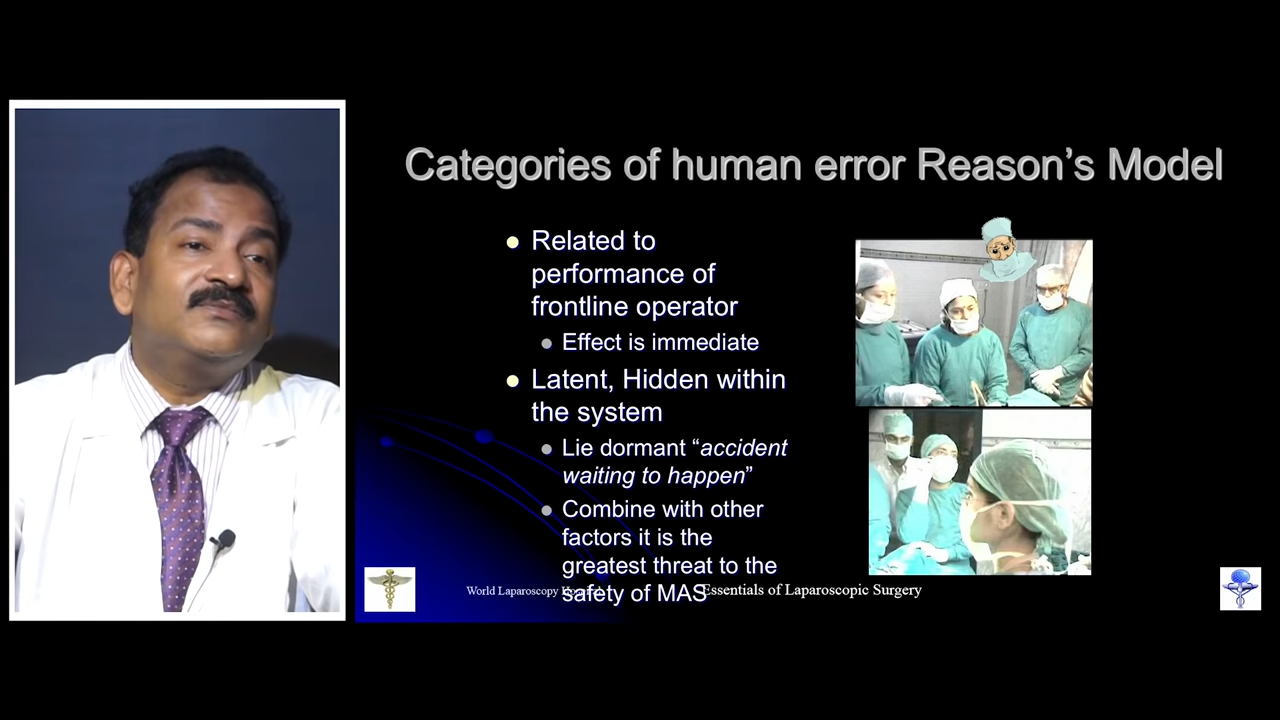 Categories of human error Reason’s Model
Related to
performance of
frontline operator
Effect is immediate
Latent, Hidden within
the system
Lie dormant “accident
waiting to happen”
Combine with other
factors it is the
greatest threat to the
safety of MAS
World Laparoscopy
Essentials of Laparoscopic Surgery